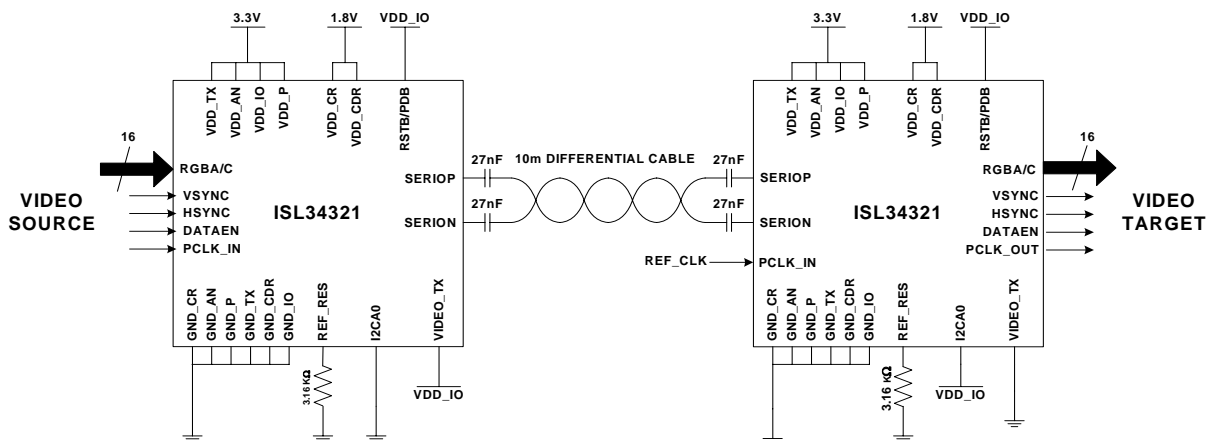 3.3V
1.8V
VDD_IO
VDD_TX
VDD_AN
VDD_IO
VDD_P
VDD_CR
VDD_CDR
RSTB/PDB
16
RGBA/C
VIDEO
SOURCE
VSYNC
HSYNC
DATAEN
PCLK_IN
ISL34321
SERIOP
SERION
GND_CR
GND_AN
GND_P
GND_TX
GND_CDR
GND_IO
REF_RES
I2CA0
VIDEO_TX
3.16 KΩ
VDD_IO
27nF
10m DIFFERENTIAL CABLE
27nF
27nF
27nF
REF_CLK
3.3V
1.8V
VDD_IO
VDD_TX
VDD_AN
VDD_IO
VDD_P
VDD_CR
VDD_CDR
RSTB/PDB
SERIOP
SERION
PCLK_IN
ISL34321
16
RGBA/C
VSYNC
HSYNC
DATAEN
PCLK_OUT
VIDEO
TARGET
GND_CR
GND_AN
GND_P
GND_TX
GND_CDR
GND_IO
REF_RES
I2CA0
VIDEO_TX
3.16 KΩ
VDD_IO